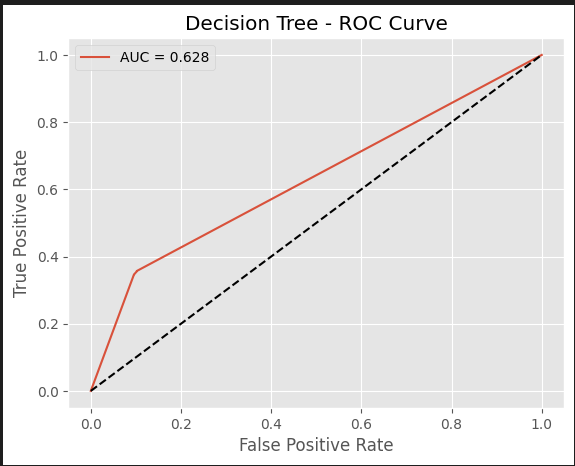 Decision Tree - ROC Curve
AUC = 0.628
True Positive Rate
1.0
0.8
0.6
0.4
0.2
0.0
0.0 0.2 0.4 0.6 0.8 1.0
False Positive Rate